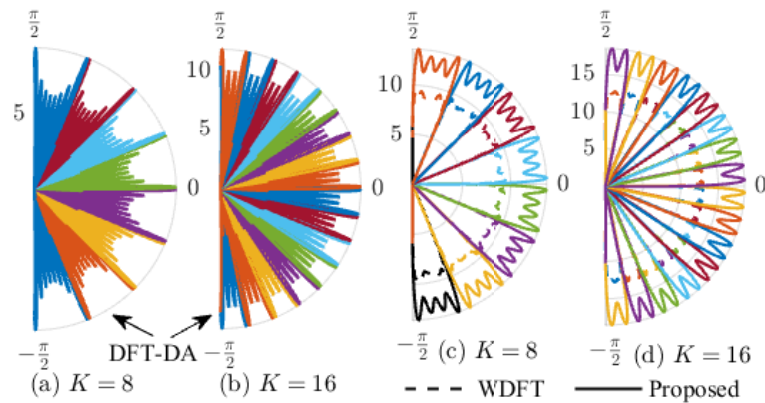 π/2 π/2 π/2 π/2
5 0
10 5 0
10 5 0
15 10 5 0
-π/2 DFT-DA -π/2 -π/2 (c) K = 8 -π/2 (d) K = 16
(a) K = 8 (b) K = 16
WDFT Proposed